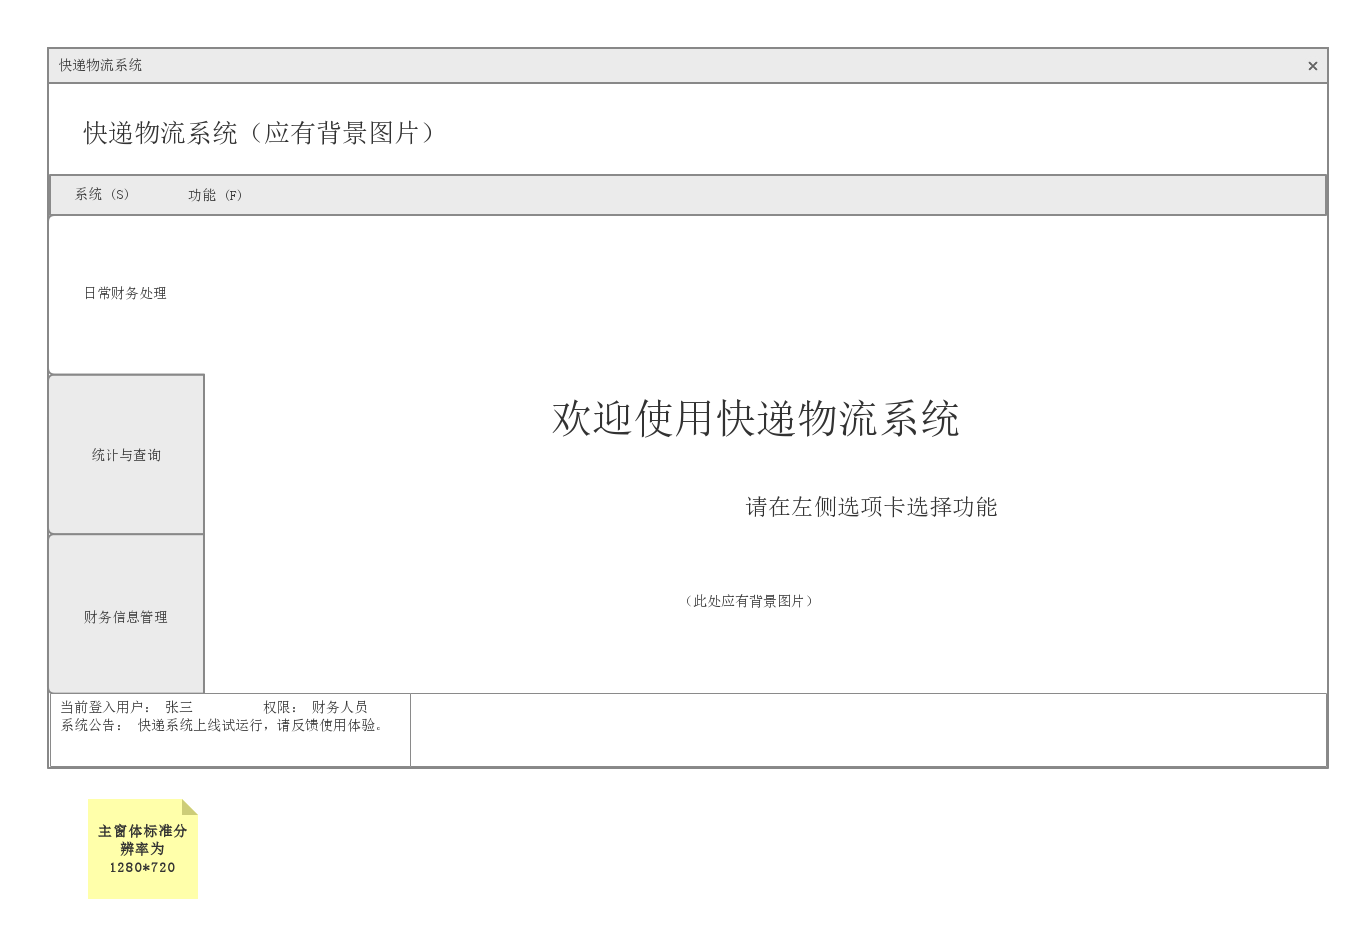 快递物流系统
×
快递物流系统（应有背景图片）
系统（S） 功能（F）
日常财务处理
统计与查询
财务信息管理
欢迎使用快递物流系统
请在左侧选项卡选择功能
（此处应有背景图片）
当前登入用户： 张三 权限： 财务人员
系统公告： 快递系统上线试运行，请反馈使用体验。
主窗体标准分
辨率为
1280*720